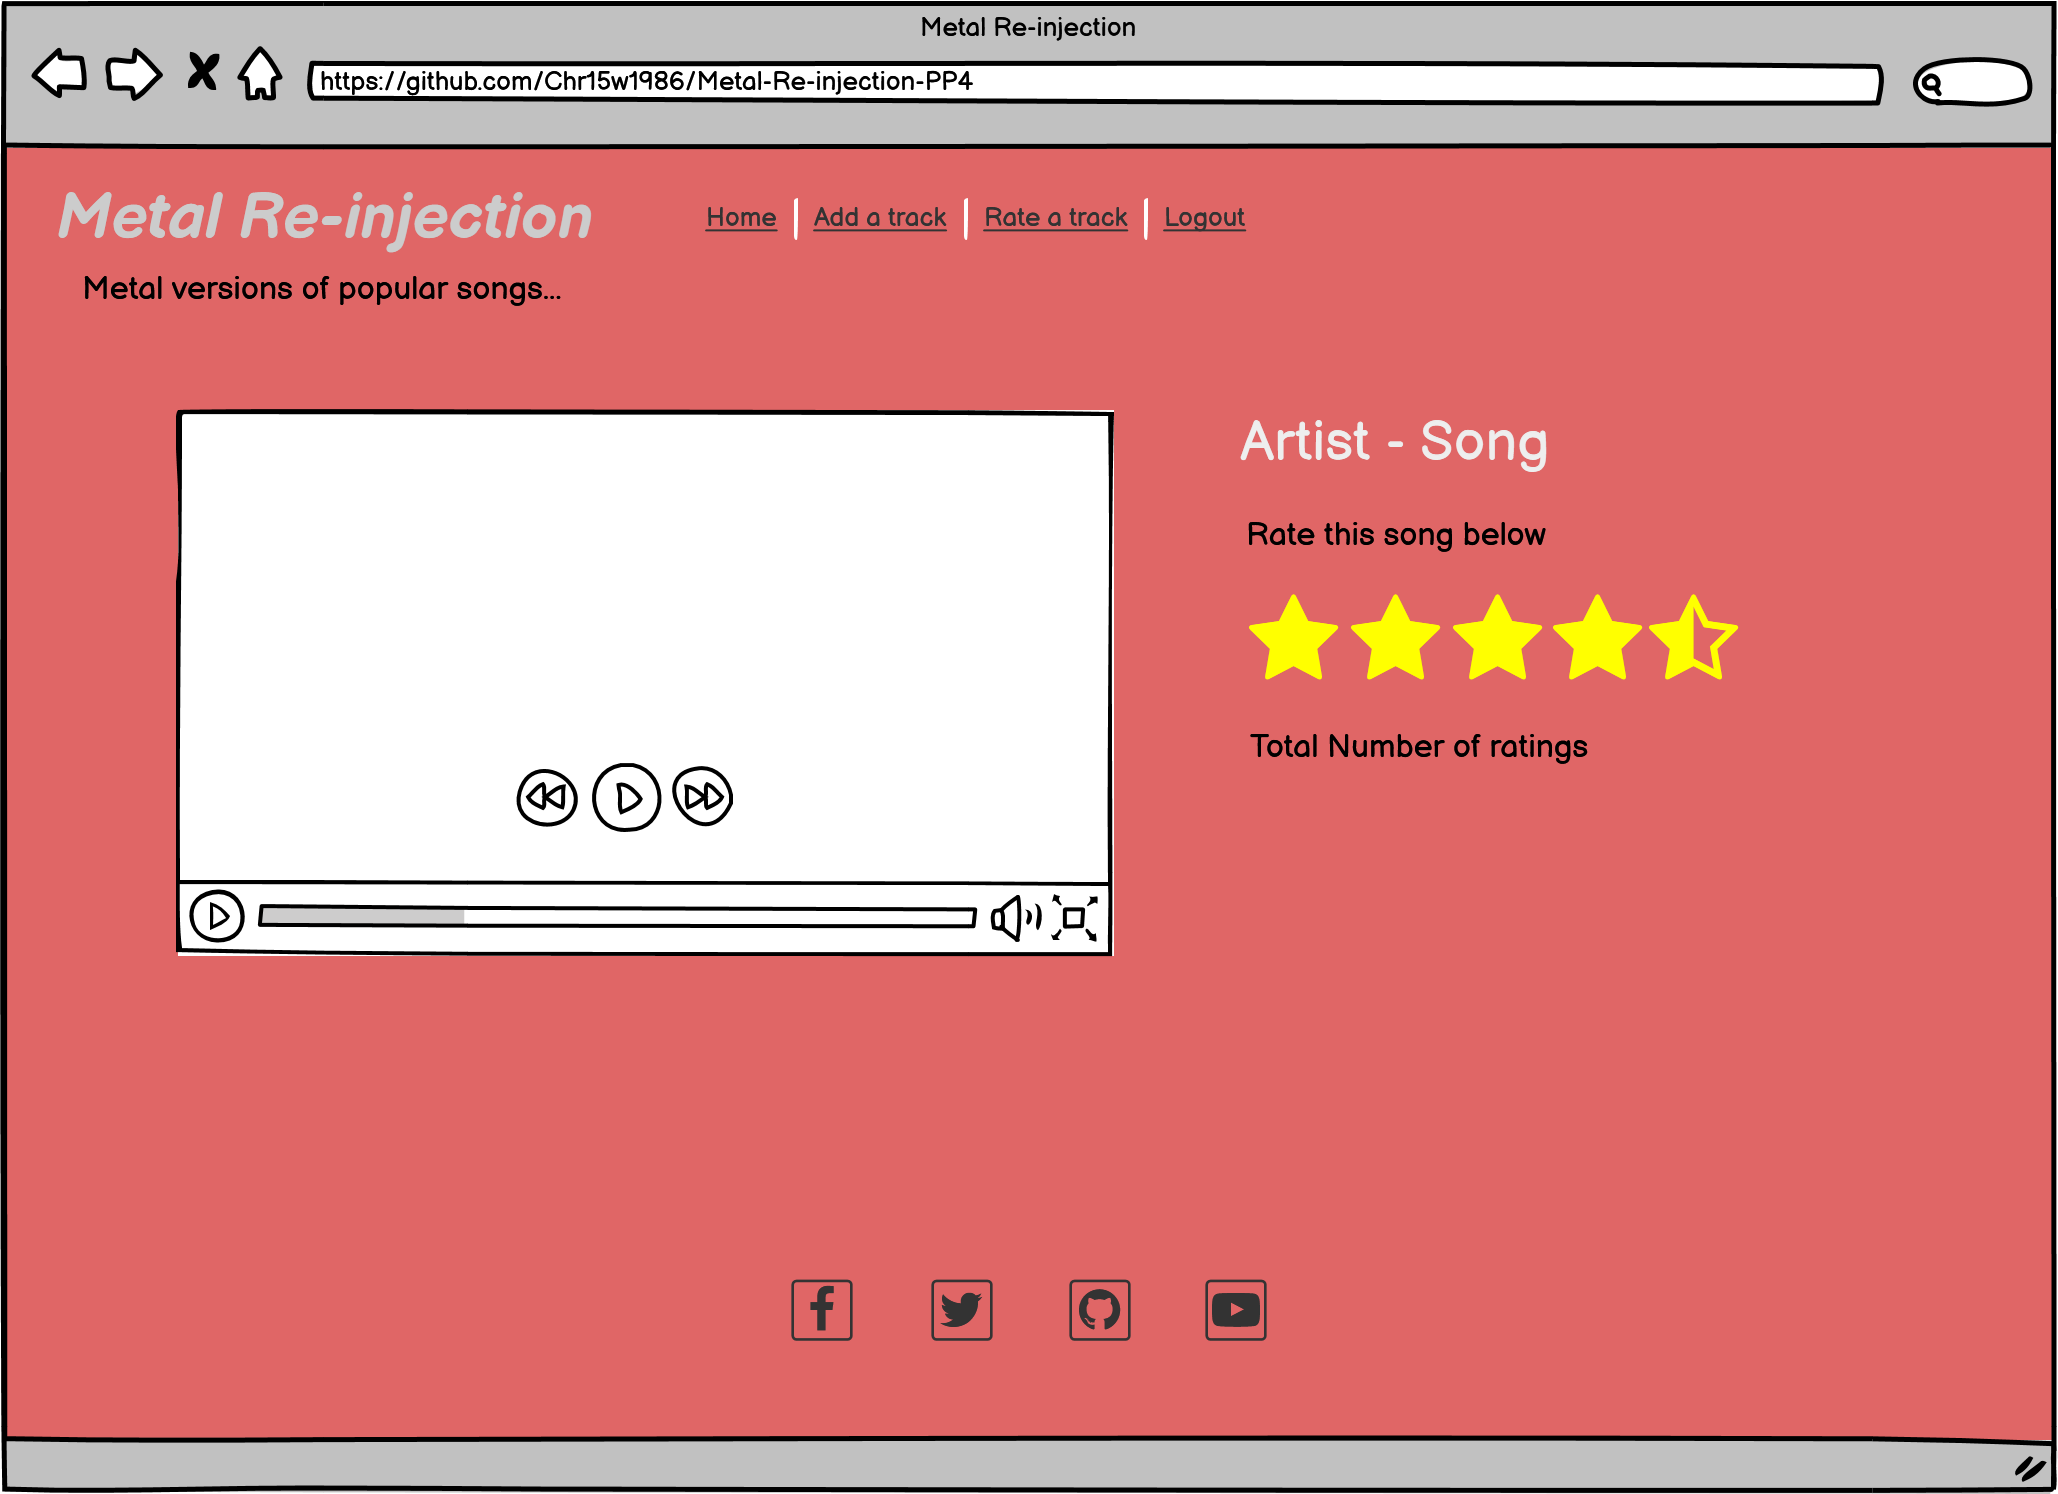 Metal Re-injection
https://github.com/Chr15w1986/Metal-Re-injection-PP4
Metal Re-injection
Home
Add a track
Rate a track
Logout
Metal versions of popular songs...
Artist - Song
Rate this song below
Total Number of ratings